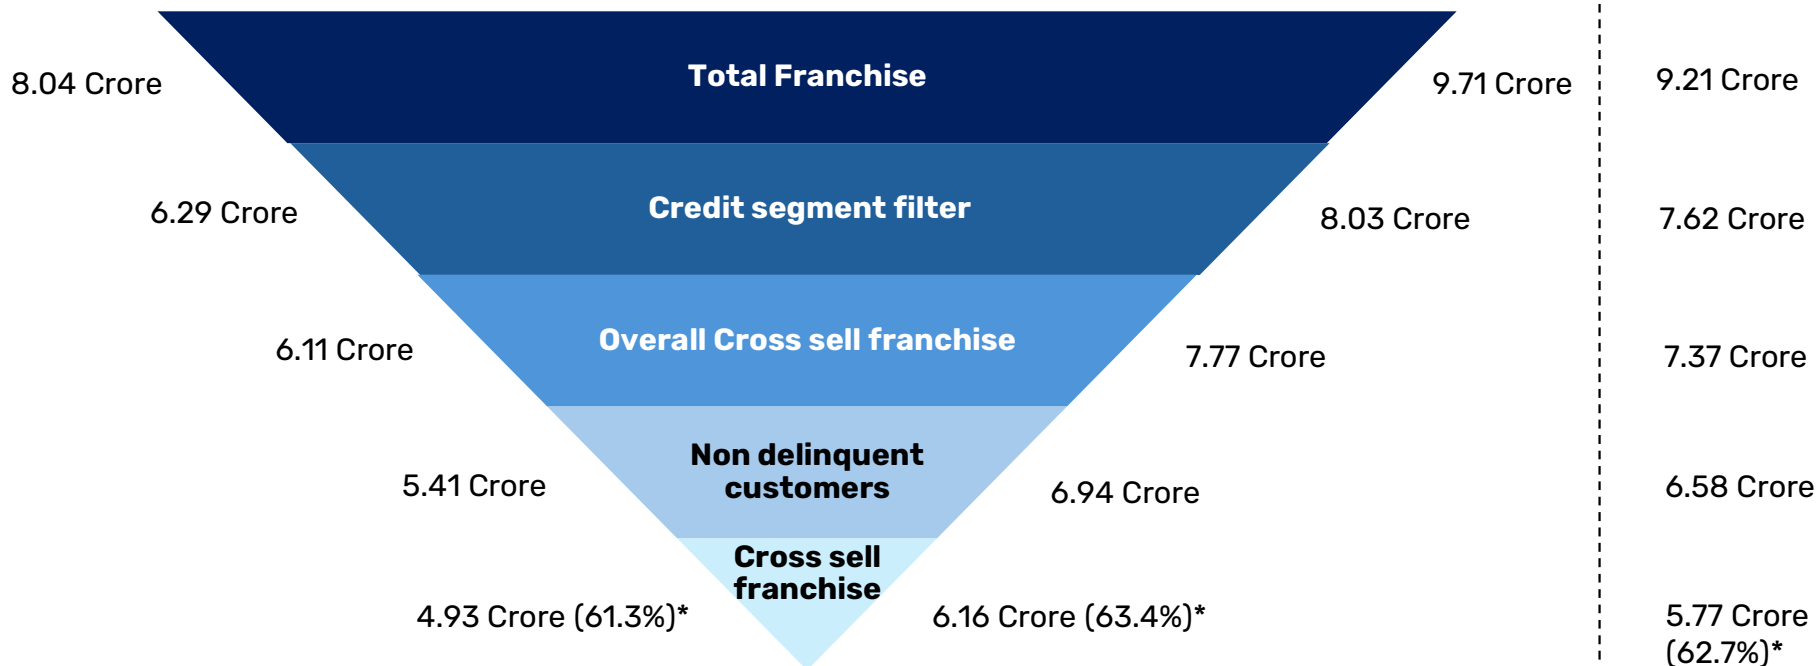 8.04 Crore
Total Franchise
9.71 Crore
9.21 Crore
6.29 Crore
Credit segment filter
8.03 Crore
7.62 Crore
6.11 Crore
Overall Cross sell franchise
7.77 Crore
7.37 Crore
5.41 Crore
Non delinquent
customers
6.94 Crore
6.58 Crore
Cross sell
franchise
4.93 Crore (61.3%)*
6.16 Crore (63.4%)*
5.77 Crore
(62.7%)*